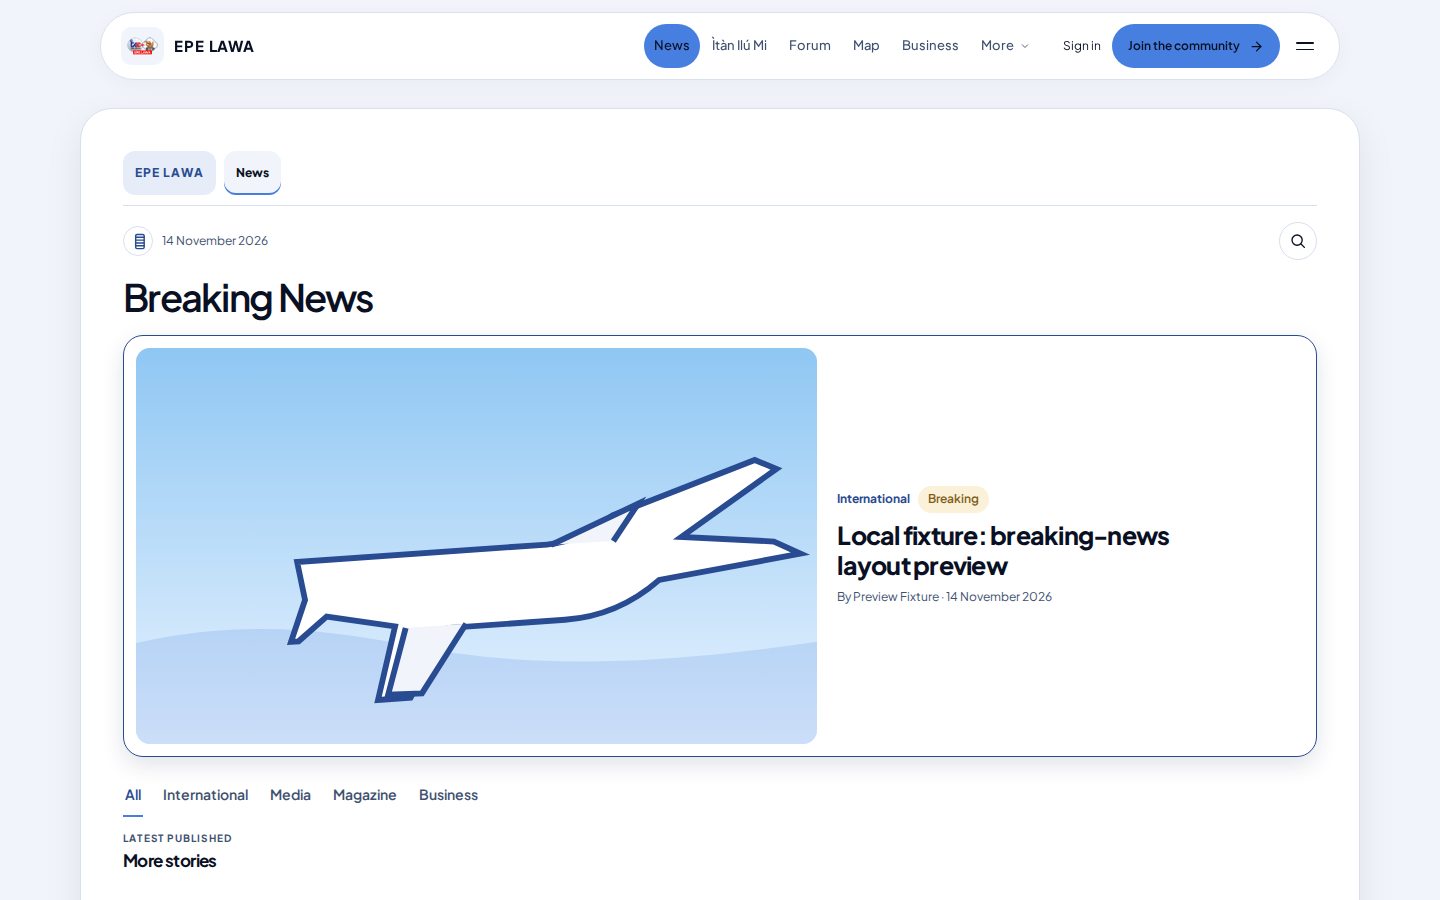 EPE LAWA
News
Ìtàn Ilú Mi
Forum
Map
Business
More
Sign in
Join the community
EPE LAWA
News
14 November 2026
Breaking News
International
Breaking
Local fixture: breaking-news
layout preview
By Preview Fixture · 14 November 2026
All
International
Media
Magazine
Business
LATEST PUBLISHED
More stories